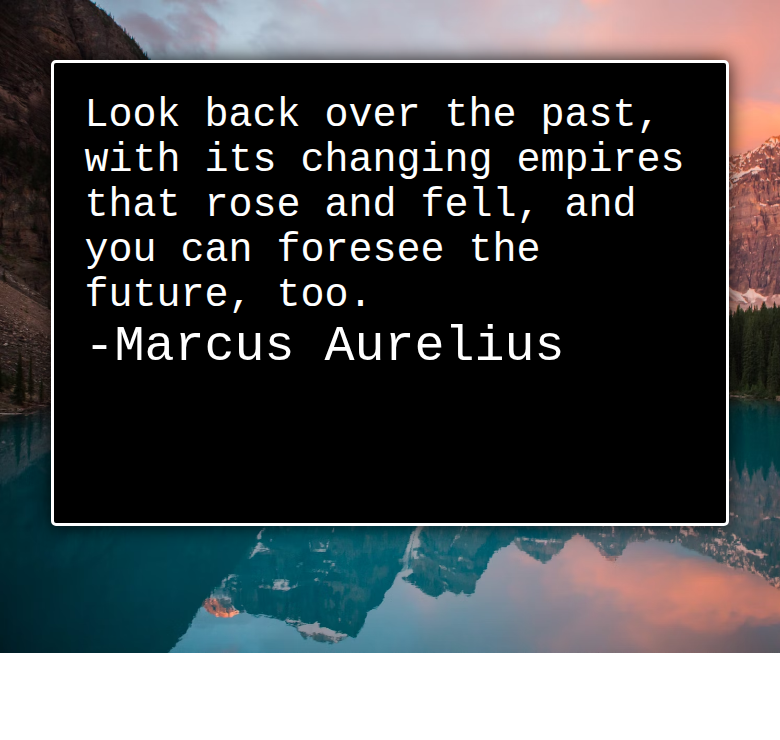 Look back over the past,
with its changing empires
that rose and fell, and
you can foresee the
future, too.
-Marcus Aurelius